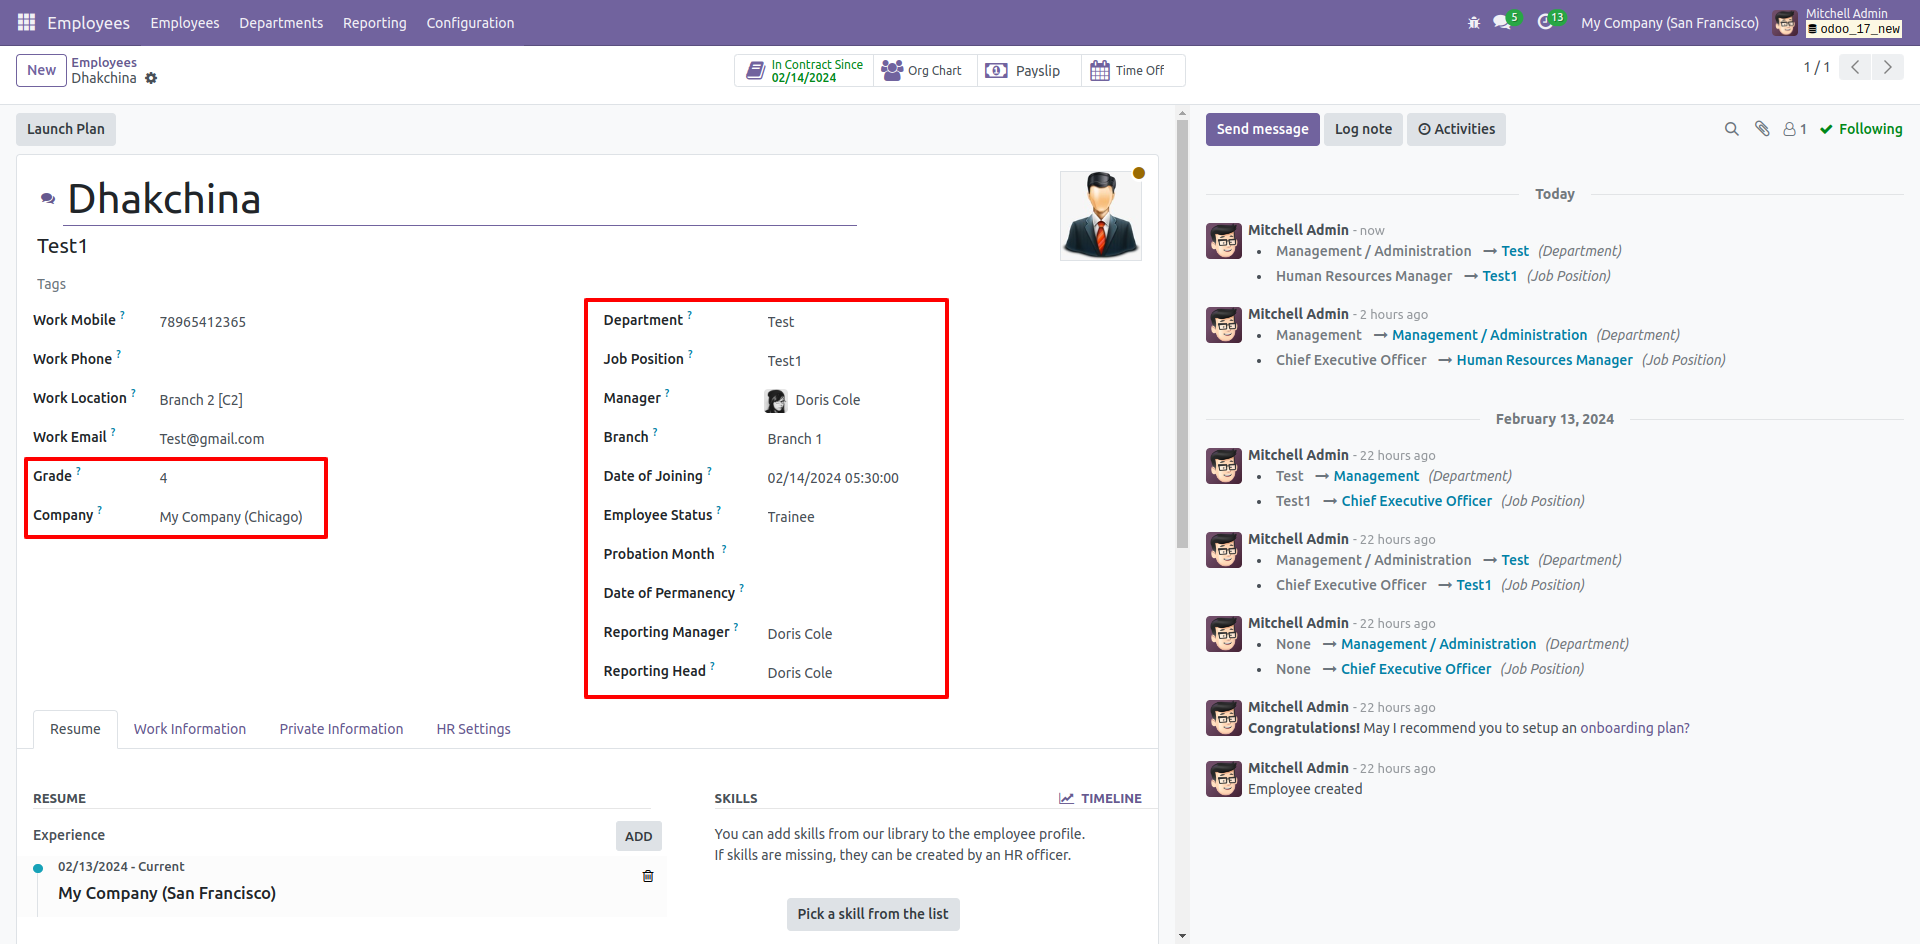 Employees Employees Departments Reporting Configuration 5 13 My Company (San Francisco) Mitchell Admin
odoo_17_new
New Employees
Dhakchina
In Contract Since
02/14/2024
Org Chart Payslip Time Off 1 / 1
Launch Plan
Send message Log note Activities 1 Following
Dhakchina
Test1
Tags
Work Mobile ? 78965412365
Work Phone ?
Work Location ? Branch 2 [C2]
Work Email ? Test@gmail.com
Grade ? 4
Company ? My Company (Chicago)
Department ? Test
Job Position ? Test1
Manager ? Doris Cole
Branch ? Branch 1
Date of Joining ? 02/14/2024 05:30:00
Employee Status ? Trainee
Probation Month ?
Date of Permanency ?
Reporting Manager ? Doris Cole
Reporting Head ? Doris Cole
Resume Work Information Private Information HR Settings
RESUME
Experience ADD
02/13/2024 - Current
My Company (San Francisco)
SKILLS TIMELINE
You can add skills from our library to the employee profile.
If skills are missing, they can be created by an HR officer.
Pick a skill from the list
Today
Mitchell Admin - now
• Management / Administration → Test (Department)
• Human Resources Manager → Test1 (Job Position)
Mitchell Admin - 2 hours ago
• Management → Management / Administration (Department)
• Chief Executive Officer → Human Resources Manager (Job Position)
February 13, 2024
Mitchell Admin - 22 hours ago
• Test → Management (Department)
• Test1 → Chief Executive Officer (Job Position)
Mitchell Admin - 22 hours ago
• Management / Administration → Test (Department)
• Chief Executive Officer → Test1 (Job Position)
Mitchell Admin - 22 hours ago
• None → Management / Administration (Department)
• None → Chief Executive Officer (Job Position)
Mitchell Admin - 22 hours ago
Congratulations! May I recommend you to setup an onboarding plan?
Mitchell Admin - 22 hours ago
Employee created